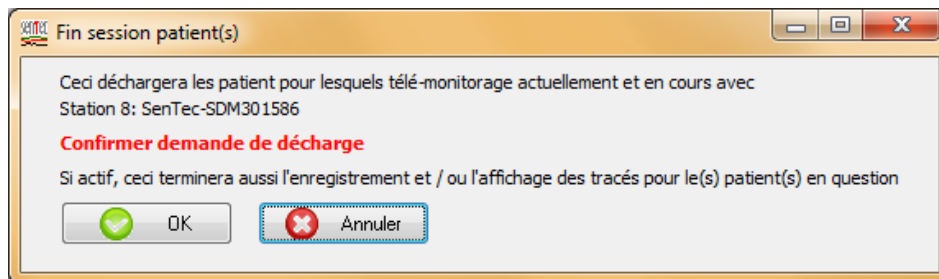 sentec
Fin session patient(s)
Ceci déchargera les patient pour lesquels télé-monitorage actuellement et en cours avec
Station 8: SenTec-SDM301586
Confirmer demande de décharge
Si actif, ceci terminera aussi l'enregistrement et / ou l'affichage des tracés pour le(s) patient(s) en question
OK
Annuler